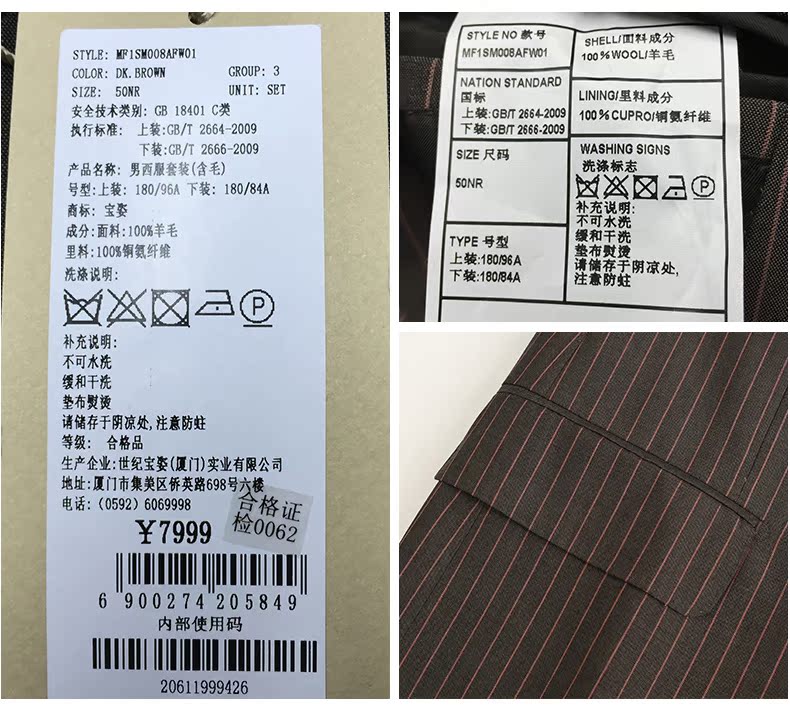 STYLE: MF1SM008AFW01
COLOR: DK.BROWN GROUP: 3
SIZE: 50NR UNIT: SET
安全技术类别: GB 18401 C类
执行标准: 上装:GB/T 2664-2009
下装:GB/T 2666-2009
产品名称: 男西服套装(含毛)
号型:上装: 180/96A 下装: 180/84A
商标: 宝姿
成分:面料:100%羊毛
里料:100%铜氨纤维
洗涤说明:
P
补充说明:
不可水洗
缓和干洗
垫布熨烫
请储存于阴凉处,注意防蛀
等级: 合格品
生产企业:世纪宝姿(厦门)实业有限公司
地址:厦门市集美区侨英路698号六楼
电话: (0592) 6069998
合格证
检0062
¥7999
6 900274 205849
内部使用码
20611999426
STYLE NO 款号
MF1SM008AFW01
NATION STANDARD
国标
上装:GB/T 2664-2009
下装:GB/T 2666-2009
SIZE 尺码
50NR
TYPE 号型
上装:180/96A
下装:180/84A
SHELL/面料成分
100%WOOL/羊毛
LINING/里料成分
100%CUPRO/铜氨纤维
WASHING SIGNS
洗涤标志
P
补充说明:
不可水洗
缓和干洗
垫布熨烫
请储存于阴凉处,
注意防蛀